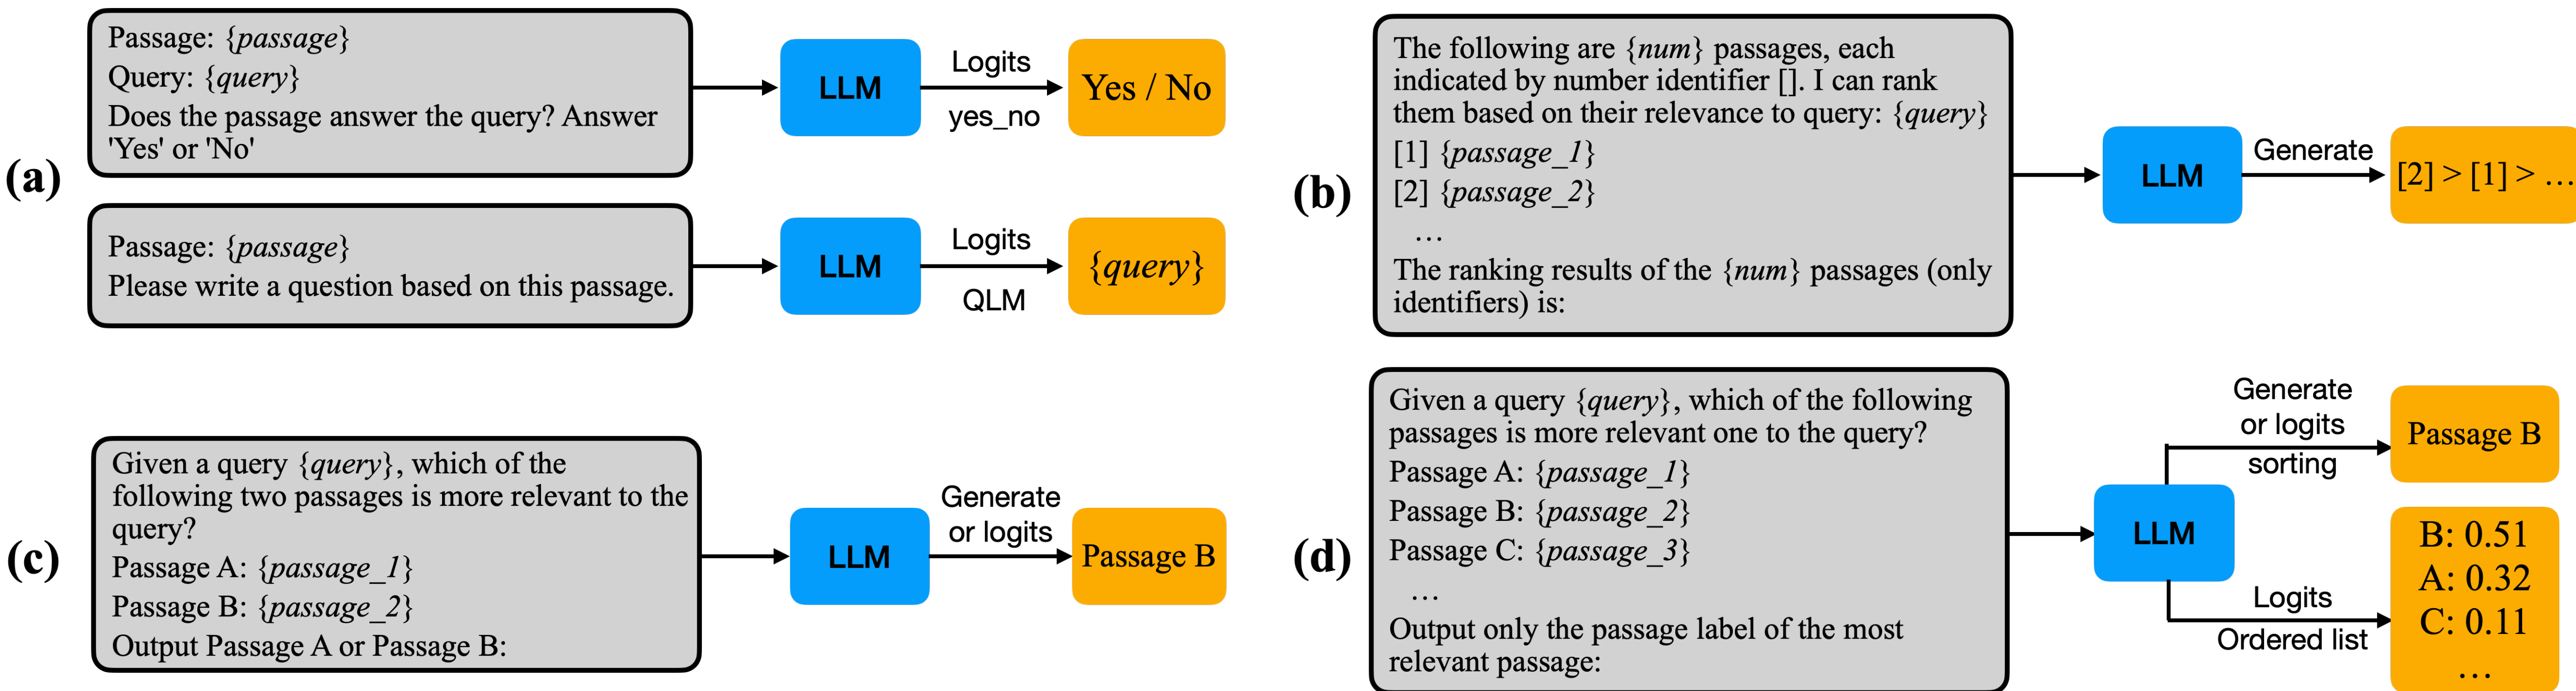 (a)
Passage: {passage}
Query: {query}
Does the passage answer the query? Answer
'Yes' or 'No'
LLM
Logits
yes_no
Yes / No
Passage: {passage}
Please write a question based on this passage.
LLM
Logits
QLM
{query}
(b)
The following are {num} passages, each
indicated by number identifier []. I can rank
them based on their relevance to query: {query}
[1] {passage_1}
[2] {passage_2}
…
The ranking results of the {num} passages (only
identifiers) is:
LLM
Generate
[2] > [1] > …
(c)
Given a query {query}, which of the
following two passages is more relevant to the
query?
Passage A: {passage_1}
Passage B: {passage_2}
Output Passage A or Passage B:
LLM
Generate
or logits
Passage B
(d)
Given a query {query}, which of the following
passages is more relevant one to the query?
Passage A: {passage_1}
Passage B: {passage_2}
Passage C: {passage_3}
…
Output only the passage label of the most
relevant passage:
LLM
Generate
or logits
sorting
Passage B
Logits
Ordered list
B: 0.51
A: 0.32
C: 0.11
…